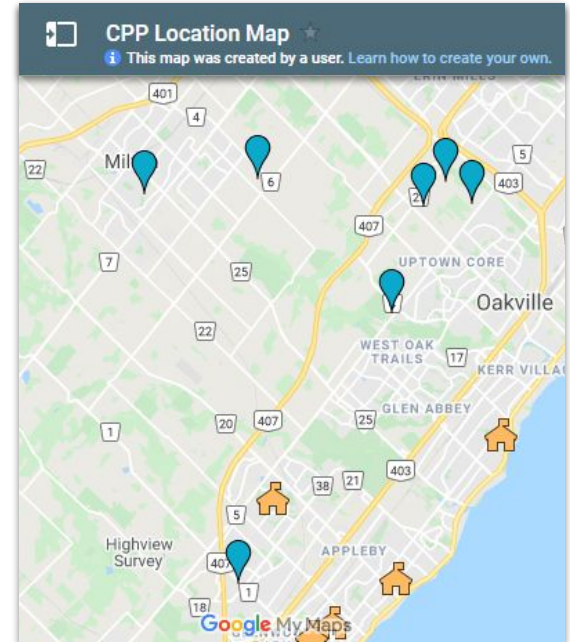 CPP Location Map
This map was created by a user. Learn how to create your own.
401
4
22
Mil
6
5
403
407
UPTOWN CORE
7
25
Oakville
22
WEST OAK
TRAILS
17
KERR VILLA
GLEN ABBEY
1
20
407
25
403
38
21
5
Highview
Survey
APPLEBY
407
1
18
Google My Maps